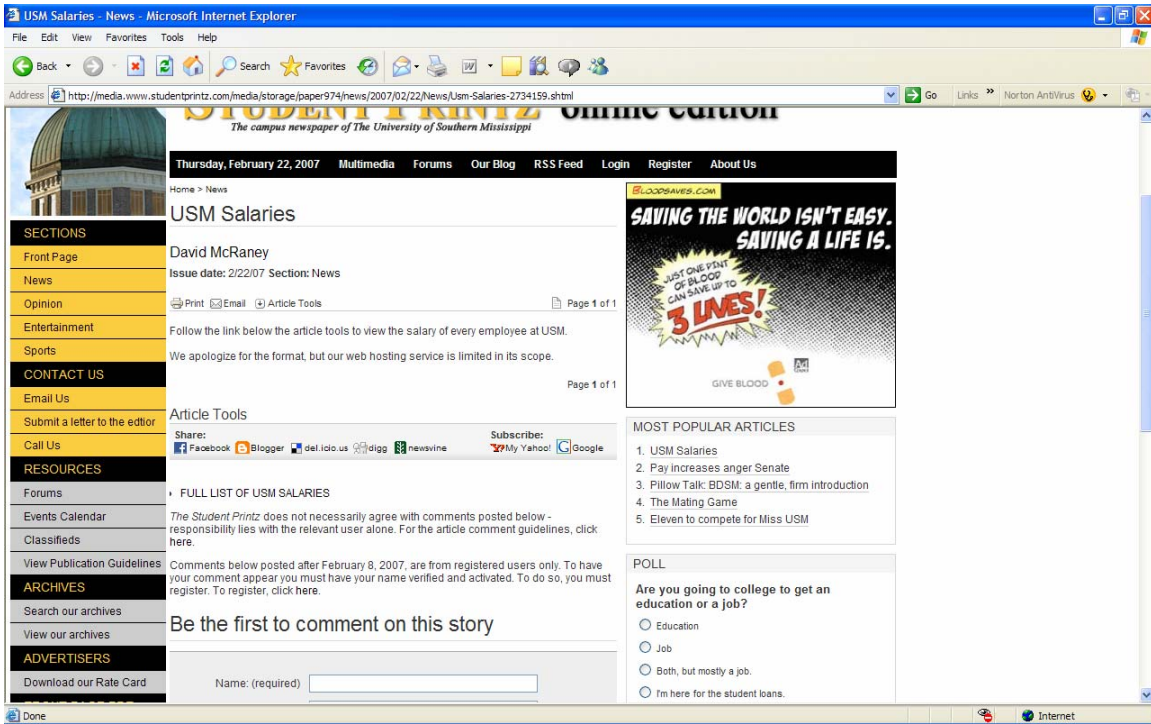 USM Salaries - News - Microsoft Internet Explorer
File Edit View Favorites Tools Help
Back Search Favorites
Address http://media.www.studentprintz.com/media/storage/paper974/news/2007/02/22/News/Usm-Salaries-2734159.shtml Go Links » Norton AntiVirus
STUDENT PRINTZ online edition
The campus newspaper of The University of Southern Mississippi
Thursday, February 22, 2007 Multimedia Forums Our Blog RSS Feed Login Register About Us
SECTIONS
Front Page
News
Opinion
Entertainment
Sports
CONTACT US
Email Us
Submit a letter to the edtior
Call Us
RESOURCES
Forums
Events Calendar
Classifieds
View Publication Guidelines
ARCHIVES
Search our archives
View our archives
ADVERTISERS
Download our Rate Card
Home > News
USM Salaries
David McRaney
Issue date: 2/22/07 Section: News
Print Email Article Tools Page 1 of 1
Follow the link below the article tools to view the salary of every employee at USM.
We apologize for the format, but our web hosting service is limited in its scope.
Page 1 of 1
Article Tools
Share: Subscribe:
Facebook Blogger del.icio.us digg newsvine My Yahoo! Google
FULL LIST OF USM SALARIES
The Student Printz does not necessarily agree with comments posted below -
responsibility lies with the relevant user alone. For the article comment guidelines, click
here.
Comments below posted after February 8, 2007, are from registered users only. To have
your comment appear you must have your name verified and activated. To do so, you must
register. To register, click here.
Be the first to comment on this story
Name: (required)
BLOODSAVES.COM
SAVING THE WORLD ISN'T EASY.
SAVING A LIFE IS.
JUST ONE PINT
OF BLOOD
CAN SAVE UP TO
3 LIVES!
GIVE BLOOD
Ad
MOST POPULAR ARTICLES
1. USM Salaries
2. Pay increases anger Senate
3. Pillow Talk: BDSM: a gentle, firm introduction
4. The Mating Game
5. Eleven to compete for Miss USM
POLL
Are you going to college to get an
education or a job?
Education
Job
Both, but mostly a job.
I'm here for the student loans.
Done Internet